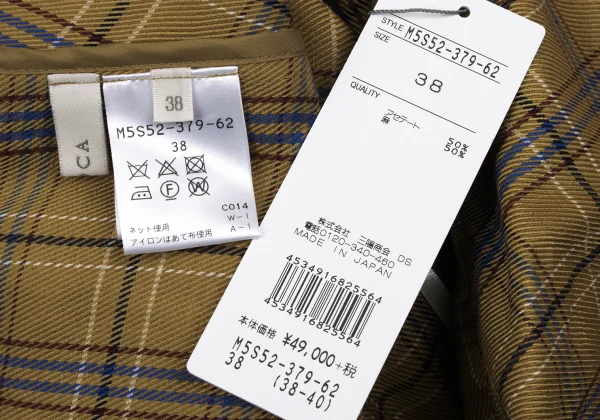 CA
38
M5S52-379-62
38
C014
W-1
A-1
ネット使用
アイロンはあて布使用
STYLE M5S52-379-62
SIZE
38
QUALITY
アセテート 50%
麻 50%
株式会社 三陽商会 DS
電話0120-340-460
MADE IN JAPAN
4534916825564
4534916825564
本体価格 ¥49,000+税
M5S52-379-62
38 (38-40)